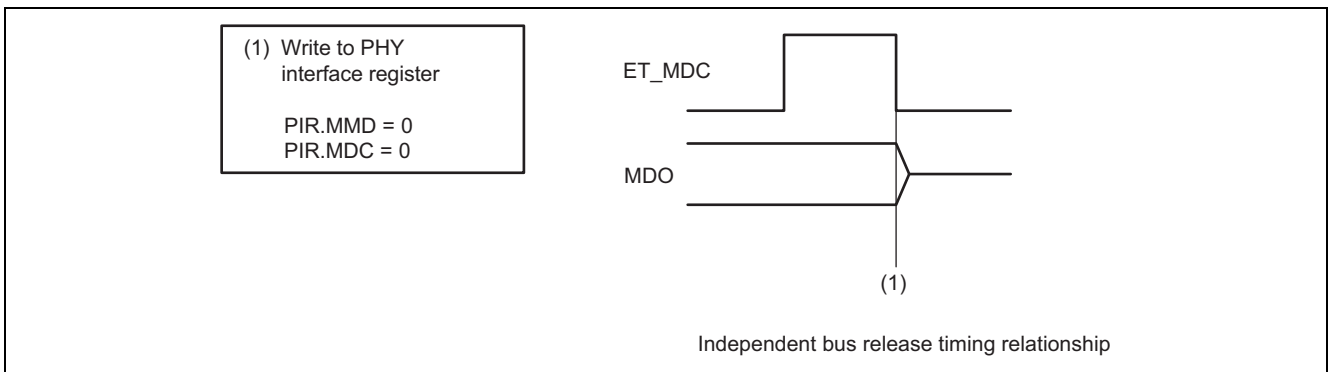 (1) Write to PHY
interface register
PIR.MMD = 0
PIR.MDC = 0
ET_MDC
MDO
(1)
Independent bus release timing relationship